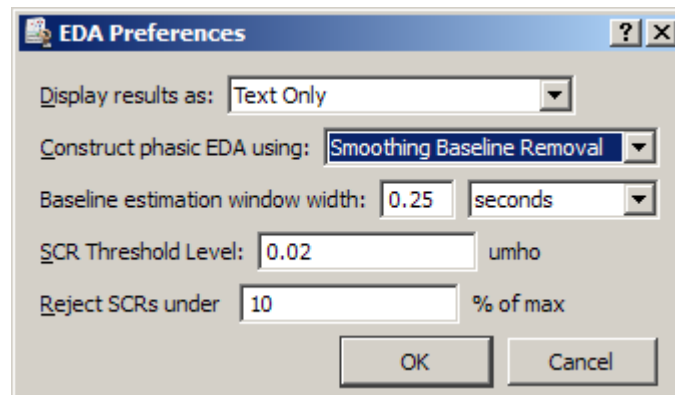 EDA Preferences
Display results as: Text Only
Construct phasic EDA using: Smoothing Baseline Removal
Baseline estimation window width: 0.25 seconds
SCR Threshold Level: 0.02 umho
Reject SCRs under 10 % of max
OK Cancel